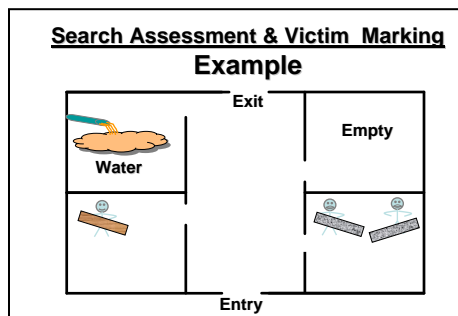 Search Assessment & Victim Marking
Example
Exit
Empty
Water
Entry